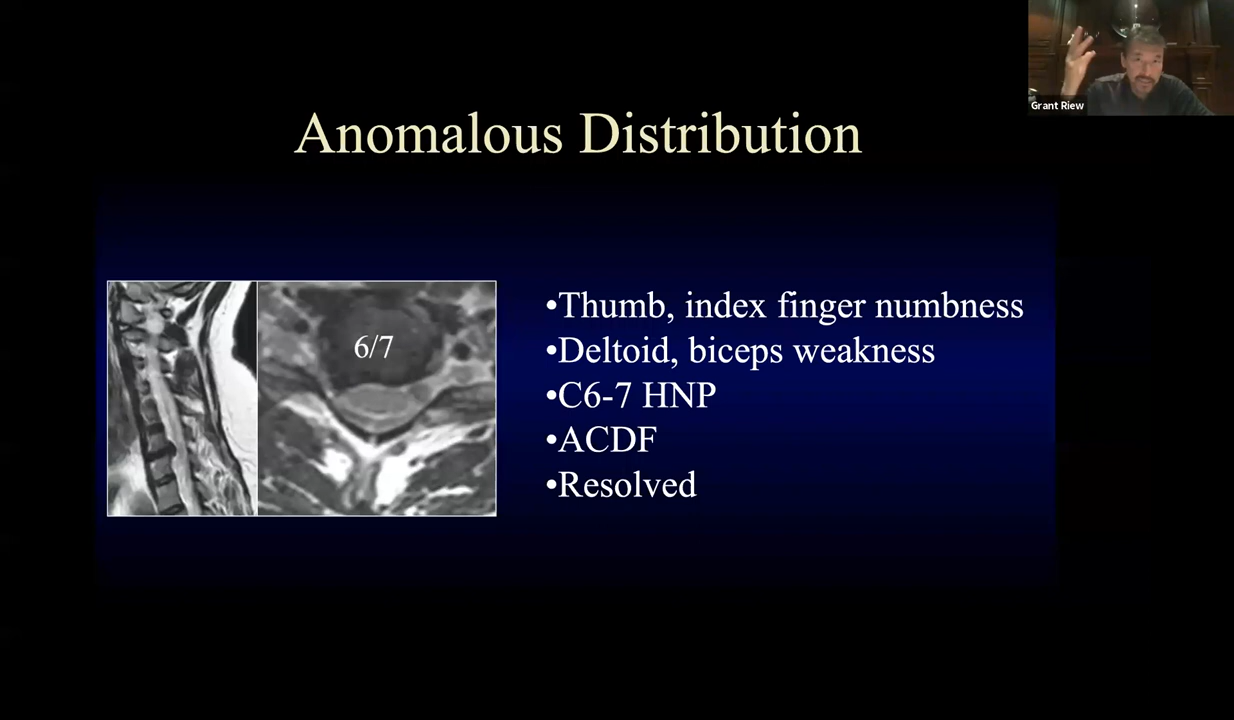 Grant Riew
Anomalous Distribution
6/7
•Thumb, index finger numbness
•Deltoid, biceps weakness
•C6-7 HNP
•ACDF
•Resolved